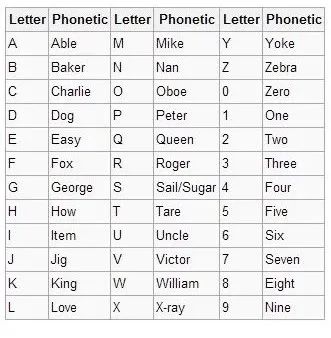 Letter Phonetic Letter Phonetic Letter Phonetic
A Able M Mike Y Yoke
B Baker N Nan Z Zebra
C Charlie O Oboe 0 Zero
D Dog P Peter 1 One
E Easy Q Queen 2 Two
F Fox R Roger 3 Three
G George S Sail/Sugar 4 Four
H How T Tare 5 Five
I Item U Uncle 6 Six
J Jig V Victor 7 Seven
K King W William 8 Eight
L Love X X-ray 9 Nine